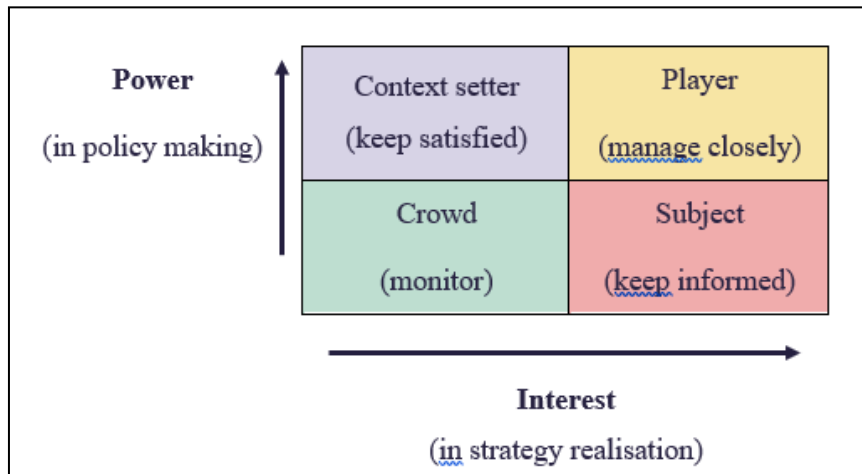 Power
(in policy making)
Context setter
(keep satisfied)
Player
(manage closely)
Crowd
(monitor)
Subject
(keep informed)
Interest
(in strategy realisation)